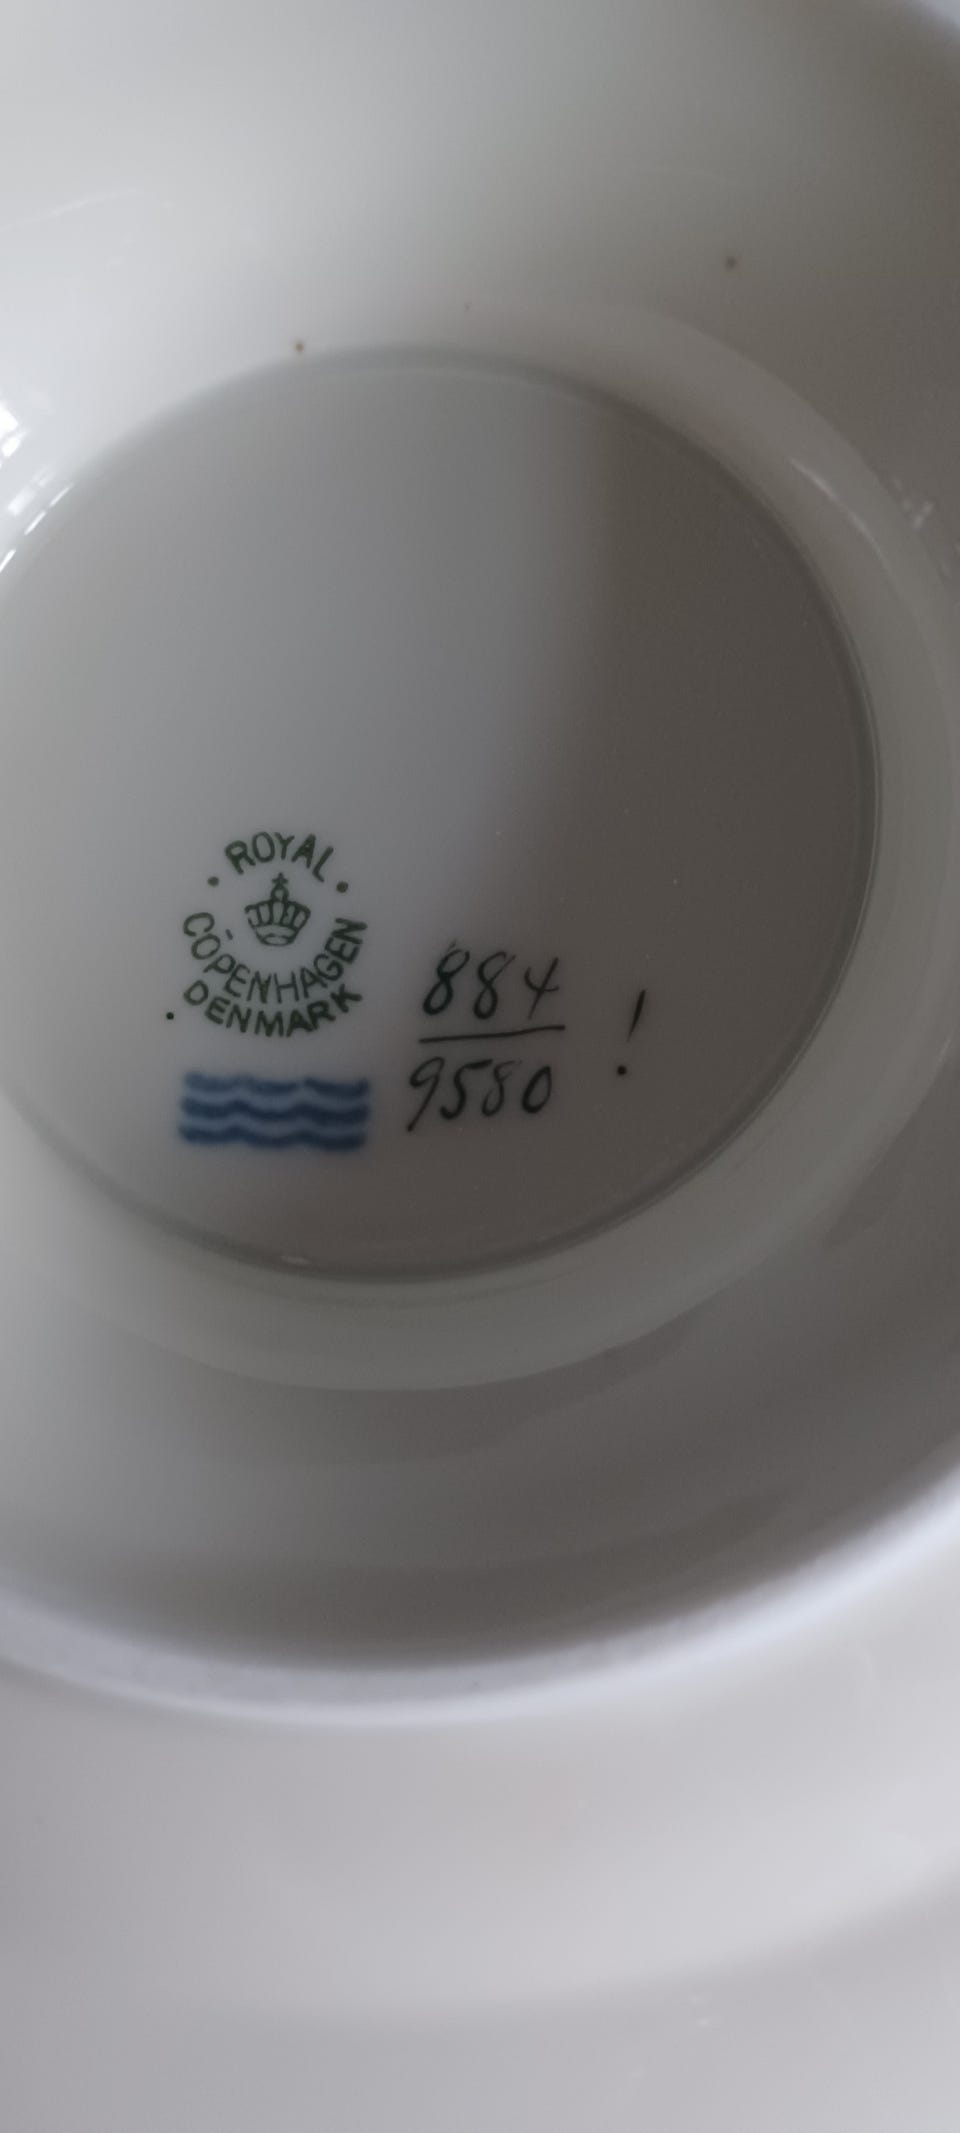 ROYAL
COPENHAGEN
DENMARK
884
9580 !